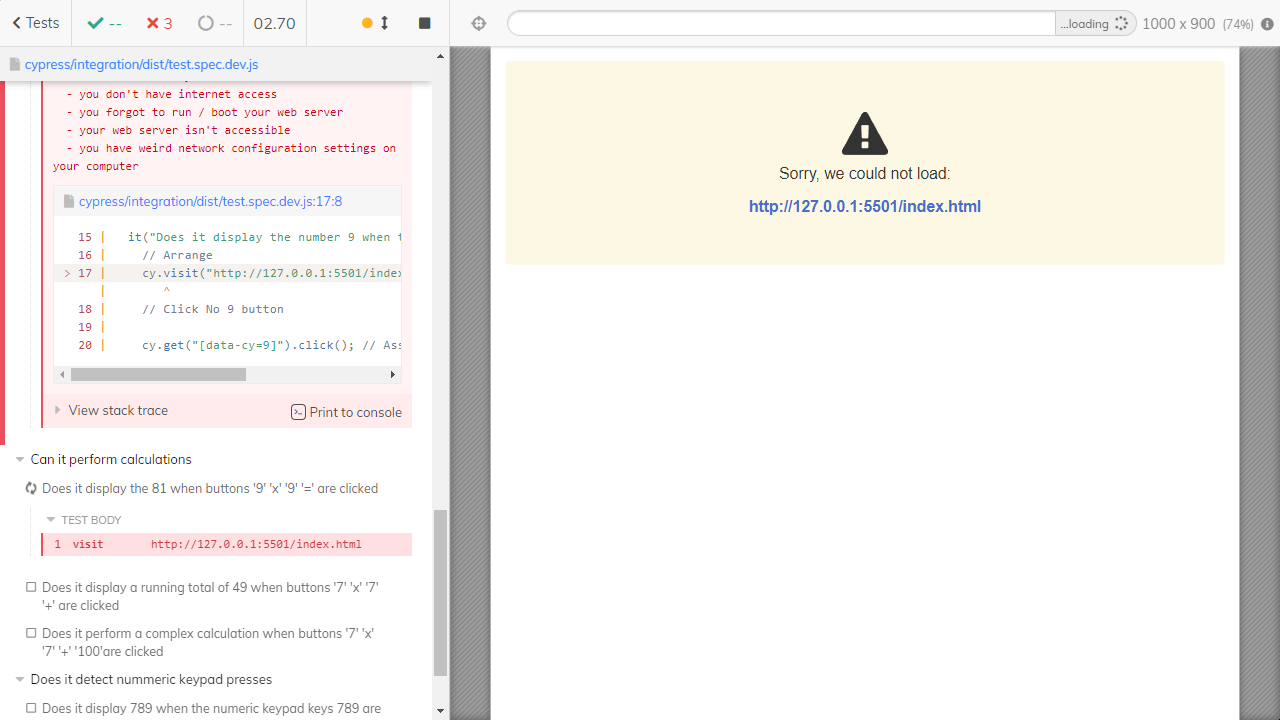 Tests
--
3
--
02.70
...loading
1000 x 900 (74%)
cypress/integration/dist/test.spec.dev.js
- you don't have internet access
- you forgot to run / boot your web server
- your web server isn't accessible
- you have weird network configuration settings on
your computer
cypress/integration/dist/test.spec.dev.js:17:8
15 | it("Does it display the number 9 when t
16 | // Arrange
> 17 | cy.visit("http://127.0.0.1:5501/index
| ^
18 | // Click No 9 button
19 |
20 | cy.get("[data-cy=9]").click(); // Ass
View stack trace
Print to console
Can it perform calculations
Does it display the 81 when buttons '9' 'x' '9' '=' are clicked
TEST BODY
1 visit http://127.0.0.1:5501/index.html
Does it display a running total of 49 when buttons '7' 'x' '7'
'+' are clicked
Does it perform a complex calculation when buttons '7' 'x'
'7' '+' '100'are clicked
Does it detect nummeric keypad presses
Does it display 789 when the numeric keypad keys 789 are
Sorry, we could not load:
http://127.0.0.1:5501/index.html